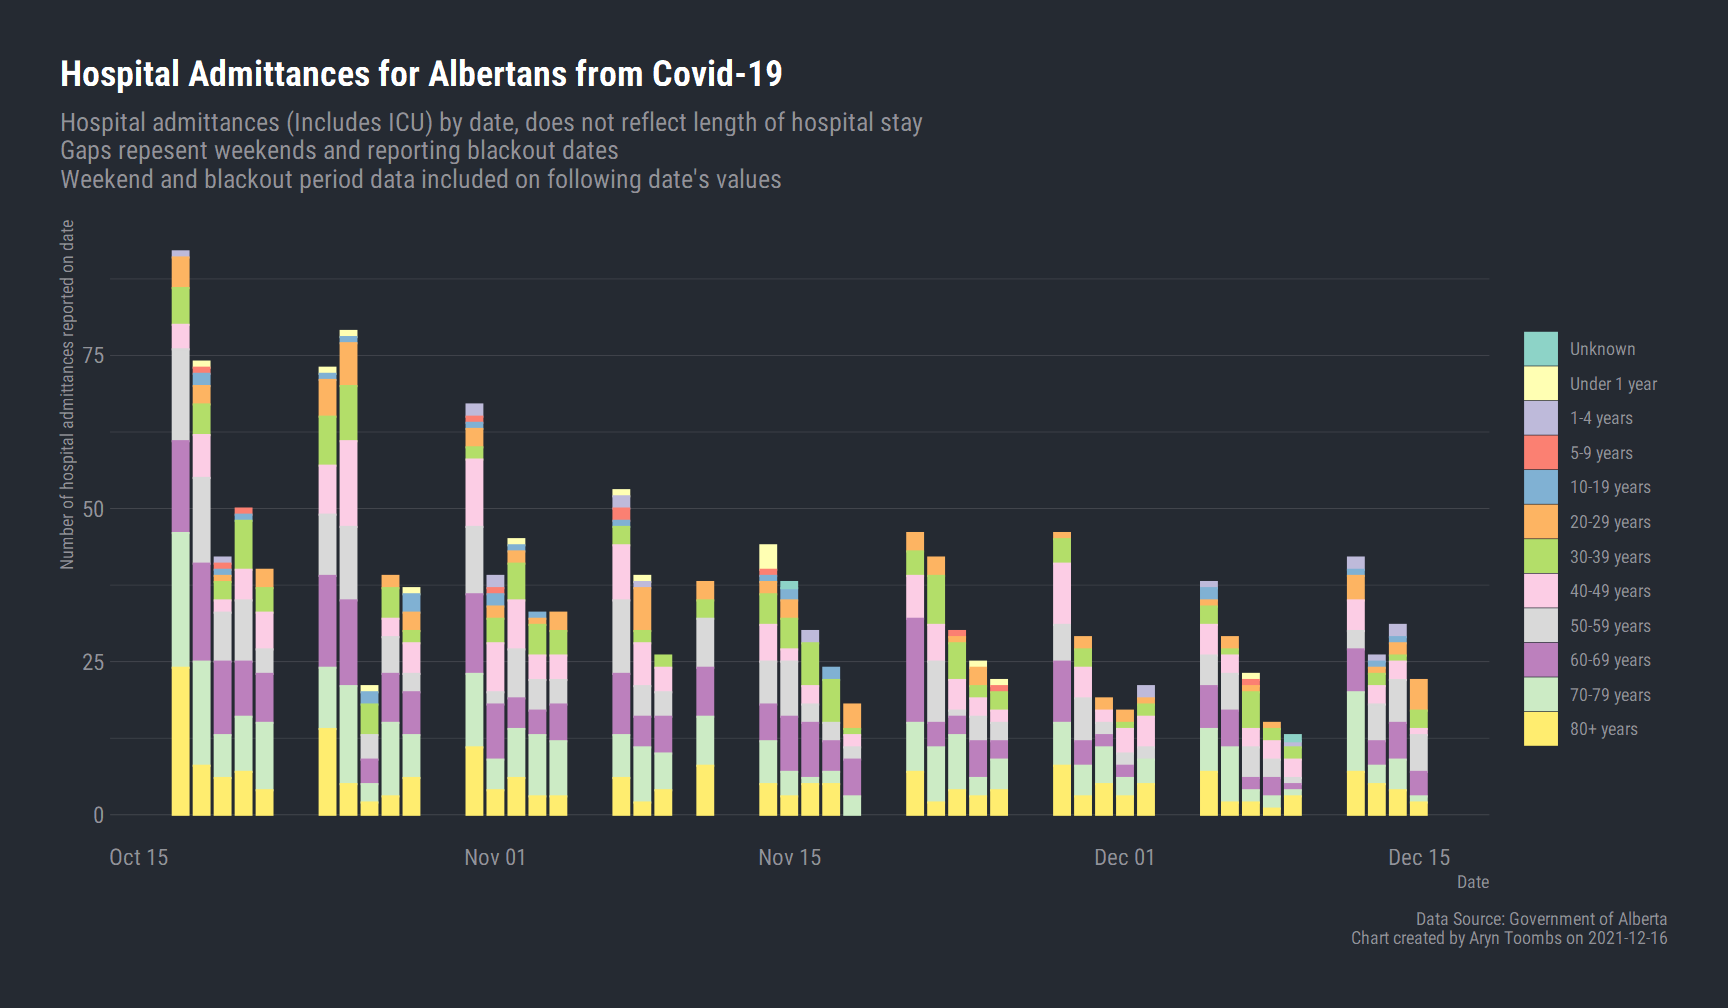 Hospital Admittances for Albertans from Covid-19
Hospital admittances (Includes ICU) by date, does not reflect length of hospital stay
Gaps repesent weekends and reporting blackout dates
Weekend and blackout period data included on following date's values
Number of hospital admittances reported on date
75
50
25
0
Oct 15
Nov 01
Nov 15
Dec 01
Dec 15
Date
Unknown
Under 1 year
1-4 years
5-9 years
10-19 years
20-29 years
30-39 years
40-49 years
50-59 years
60-69 years
70-79 years
80+ years
Data Source: Government of Alberta
Chart created by Aryn Toombs on 2021-12-16